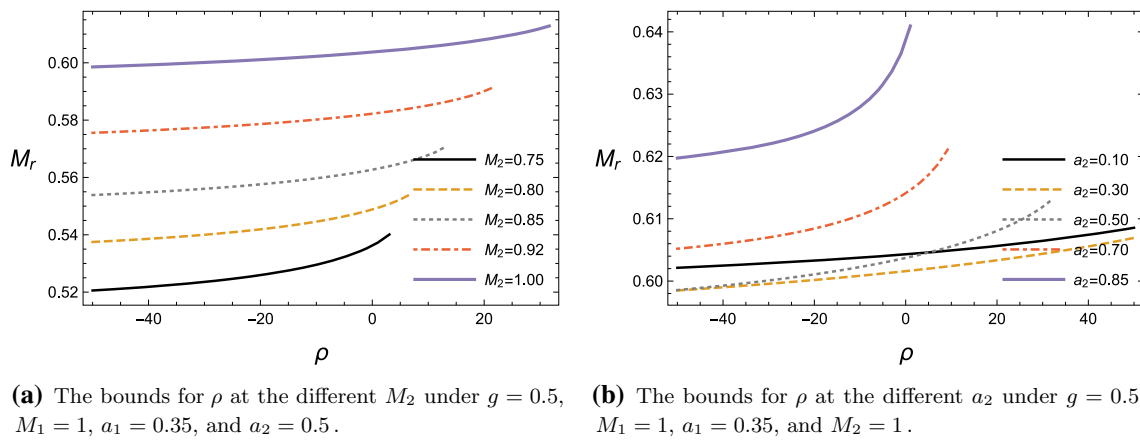 0.60
0.58
0.56
0.54
0.52
M_r
M_2=0.75
M_2=0.80
M_2=0.85
M_2=0.92
M_2=1.00
−40 −20 0 20
ρ
(a) The bounds for ρ at the different M_2 under g = 0.5,
M_1 = 1, a_1 = 0.35, and a_2 = 0.5.
0.64
0.63
0.62
0.61
0.60
M_r
a_2=0.10
a_2=0.30
a_2=0.50
a_2=0.70
a_2=0.85
−40 −20 0 20 40
ρ
(b) The bounds for ρ at the different a_2 under g = 0.5
M_1 = 1, a_1 = 0.35, and M_2 = 1.